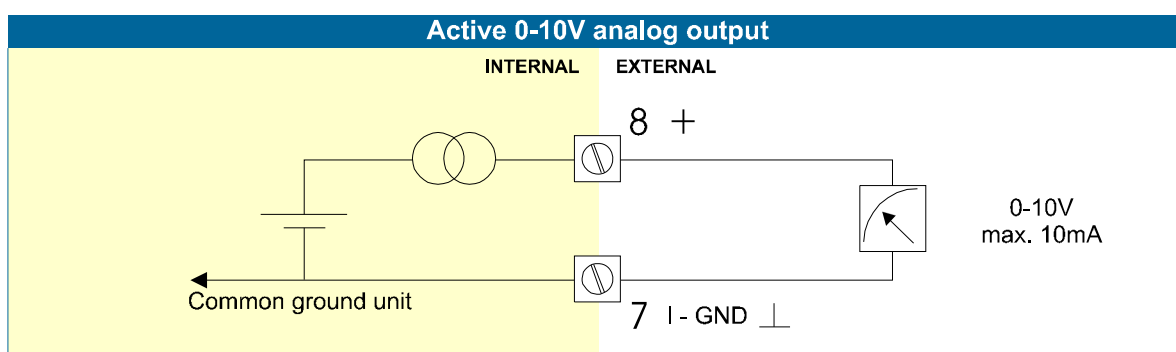 Active 0-10V analog output
INTERNAL EXTERNAL
8 +
0-10V
max. 10mA
Common ground unit
7 I - GND ⊥